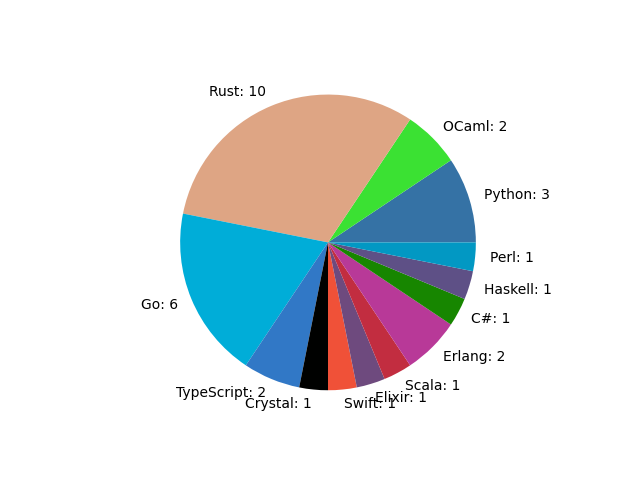 Rust: 10
OCaml: 2
Python: 3
Perl: 1
Haskell: 1
Go: 6
C#: 1
Erlang: 2
Scala: 1
TypeScript: 2
Elixir: 1
Crystal: 1
Swift: 1